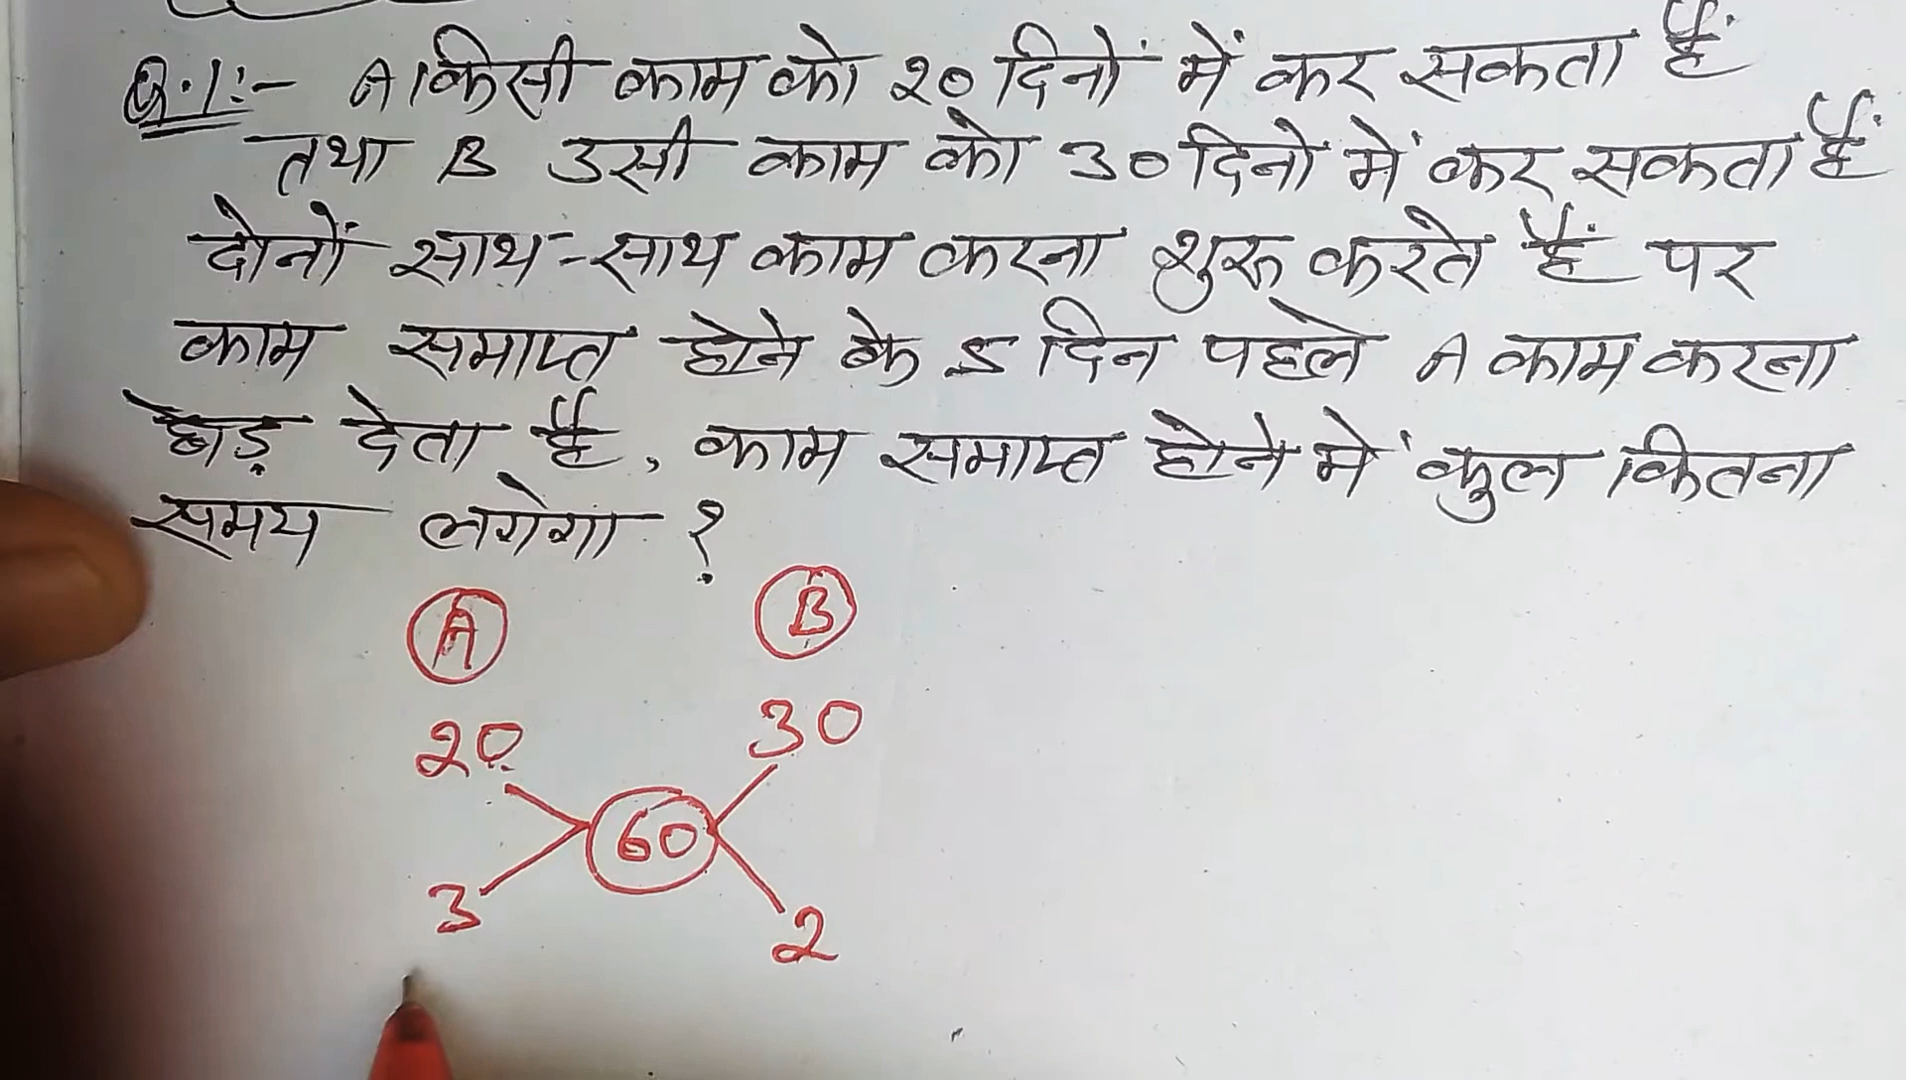 Q.1:- A किसी काम को 20 दिनों में कर सकता है
तथा B उसी काम को 30 दिनों में कर सकता हैं
दोनों साथ-साथ काम करना शुरू करते हैं पर
काम समाप्त होने के 5 दिन पहले A काम करना
छोड़ देता है, काम समाप्त होने में कुल कितना
समय लगेगा ?
A B
20 30
60
3 2